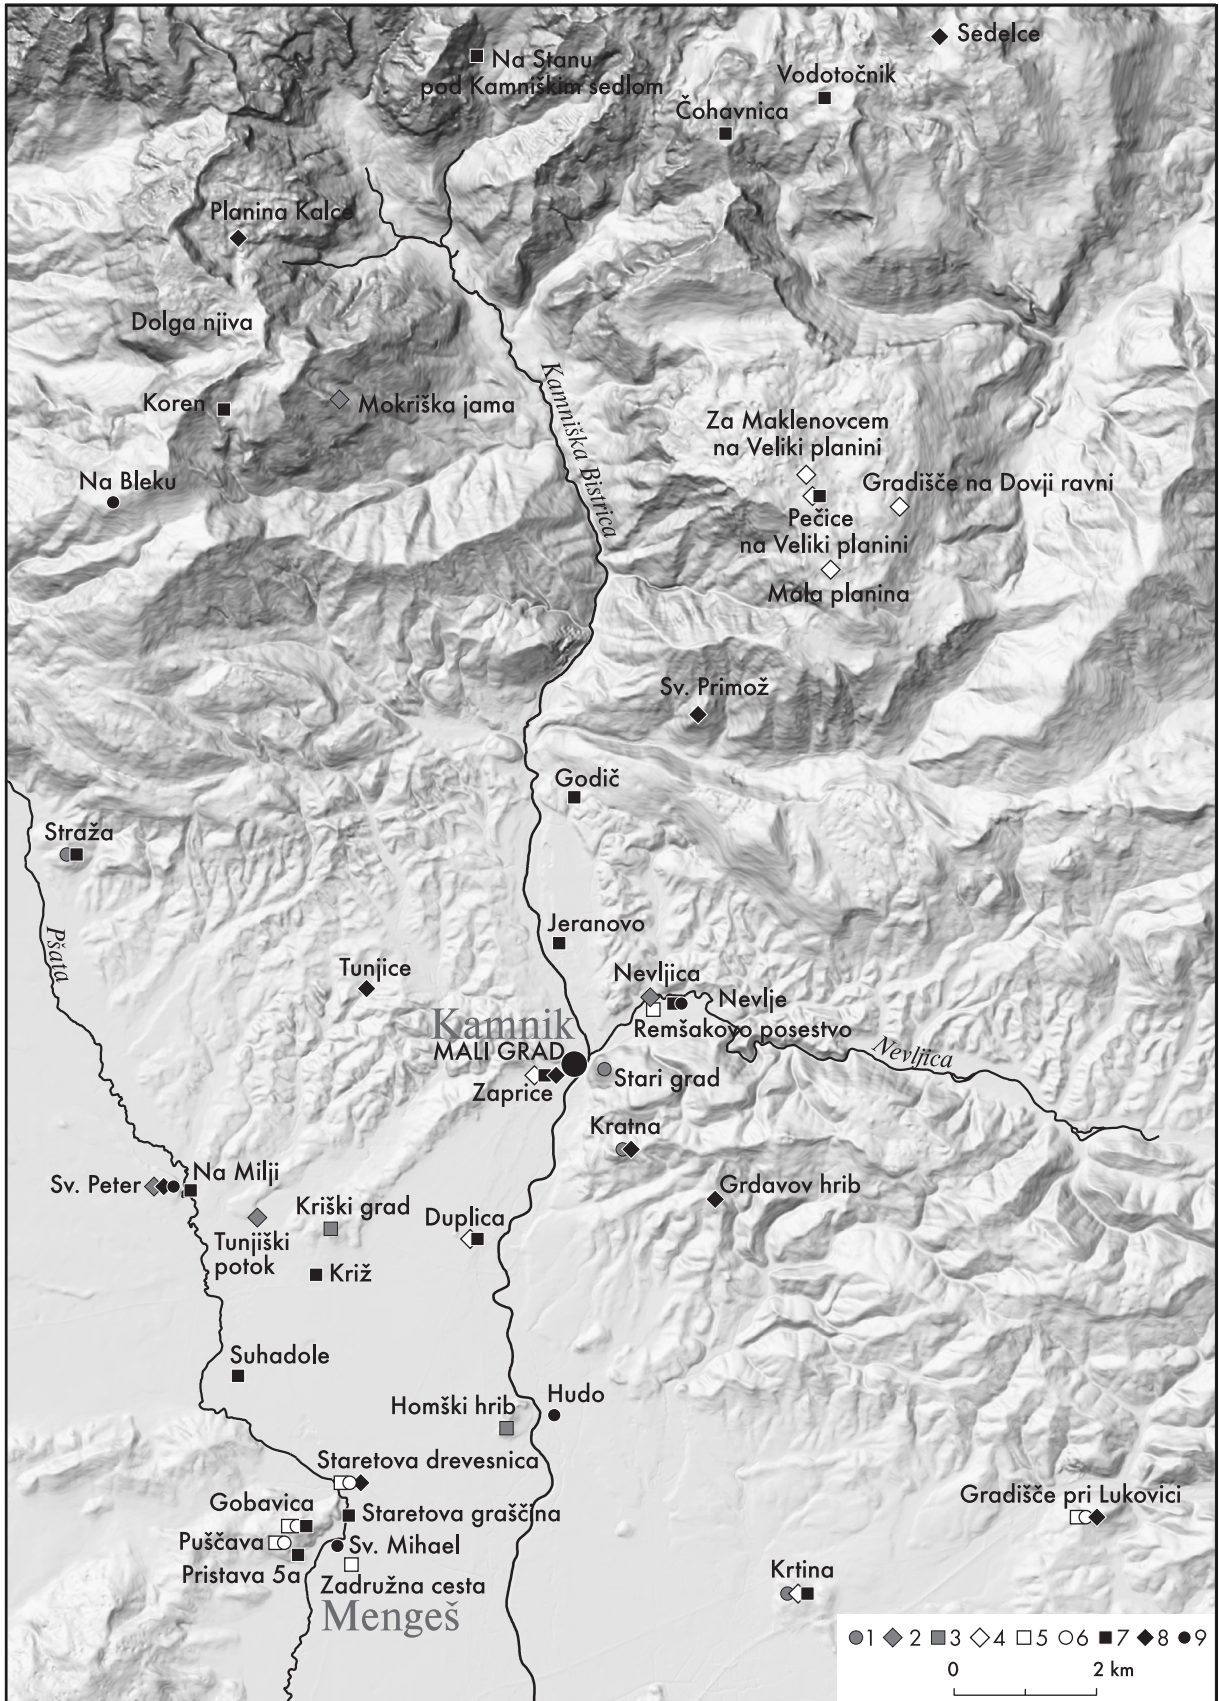 Sedelce
Na Stanu
pod Kamniškim sedlom
Vodotočnik
Čohavnica
Planina Kalce
Dolga njiva
Koren
Mokriška jama
Kamniška Bistrica
Za Maklenovcem
na Veliki planini
Na Bleku
Gradišče na Dovji ravni
Pečice
na Veliki planini
Mala planina
Sv. Primož
Godič
Straža
Pšata
Jeranovo
Tunjice
Nevljica
Nevlje
Remšakovo posestvo
Kamnik
MALI GRAD
Nevljica
Zaprice
Stari grad
Kratna
Sv. Peter
Na Milji
Grdavov hrib
Kriški grad
Duplica
Tunjiški
potok
Križ
Suhadole
Homški hrib
Hudo
Staretova drevesnica
Gobavica
Staretova graščina
Gradišče pri Lukovici
Puščava
Sv. Mihael
Pristava 5a
Zadružna cesta
Krtina
Mengeš
1 2 3 4 5 6 7 8 9
0 2 km